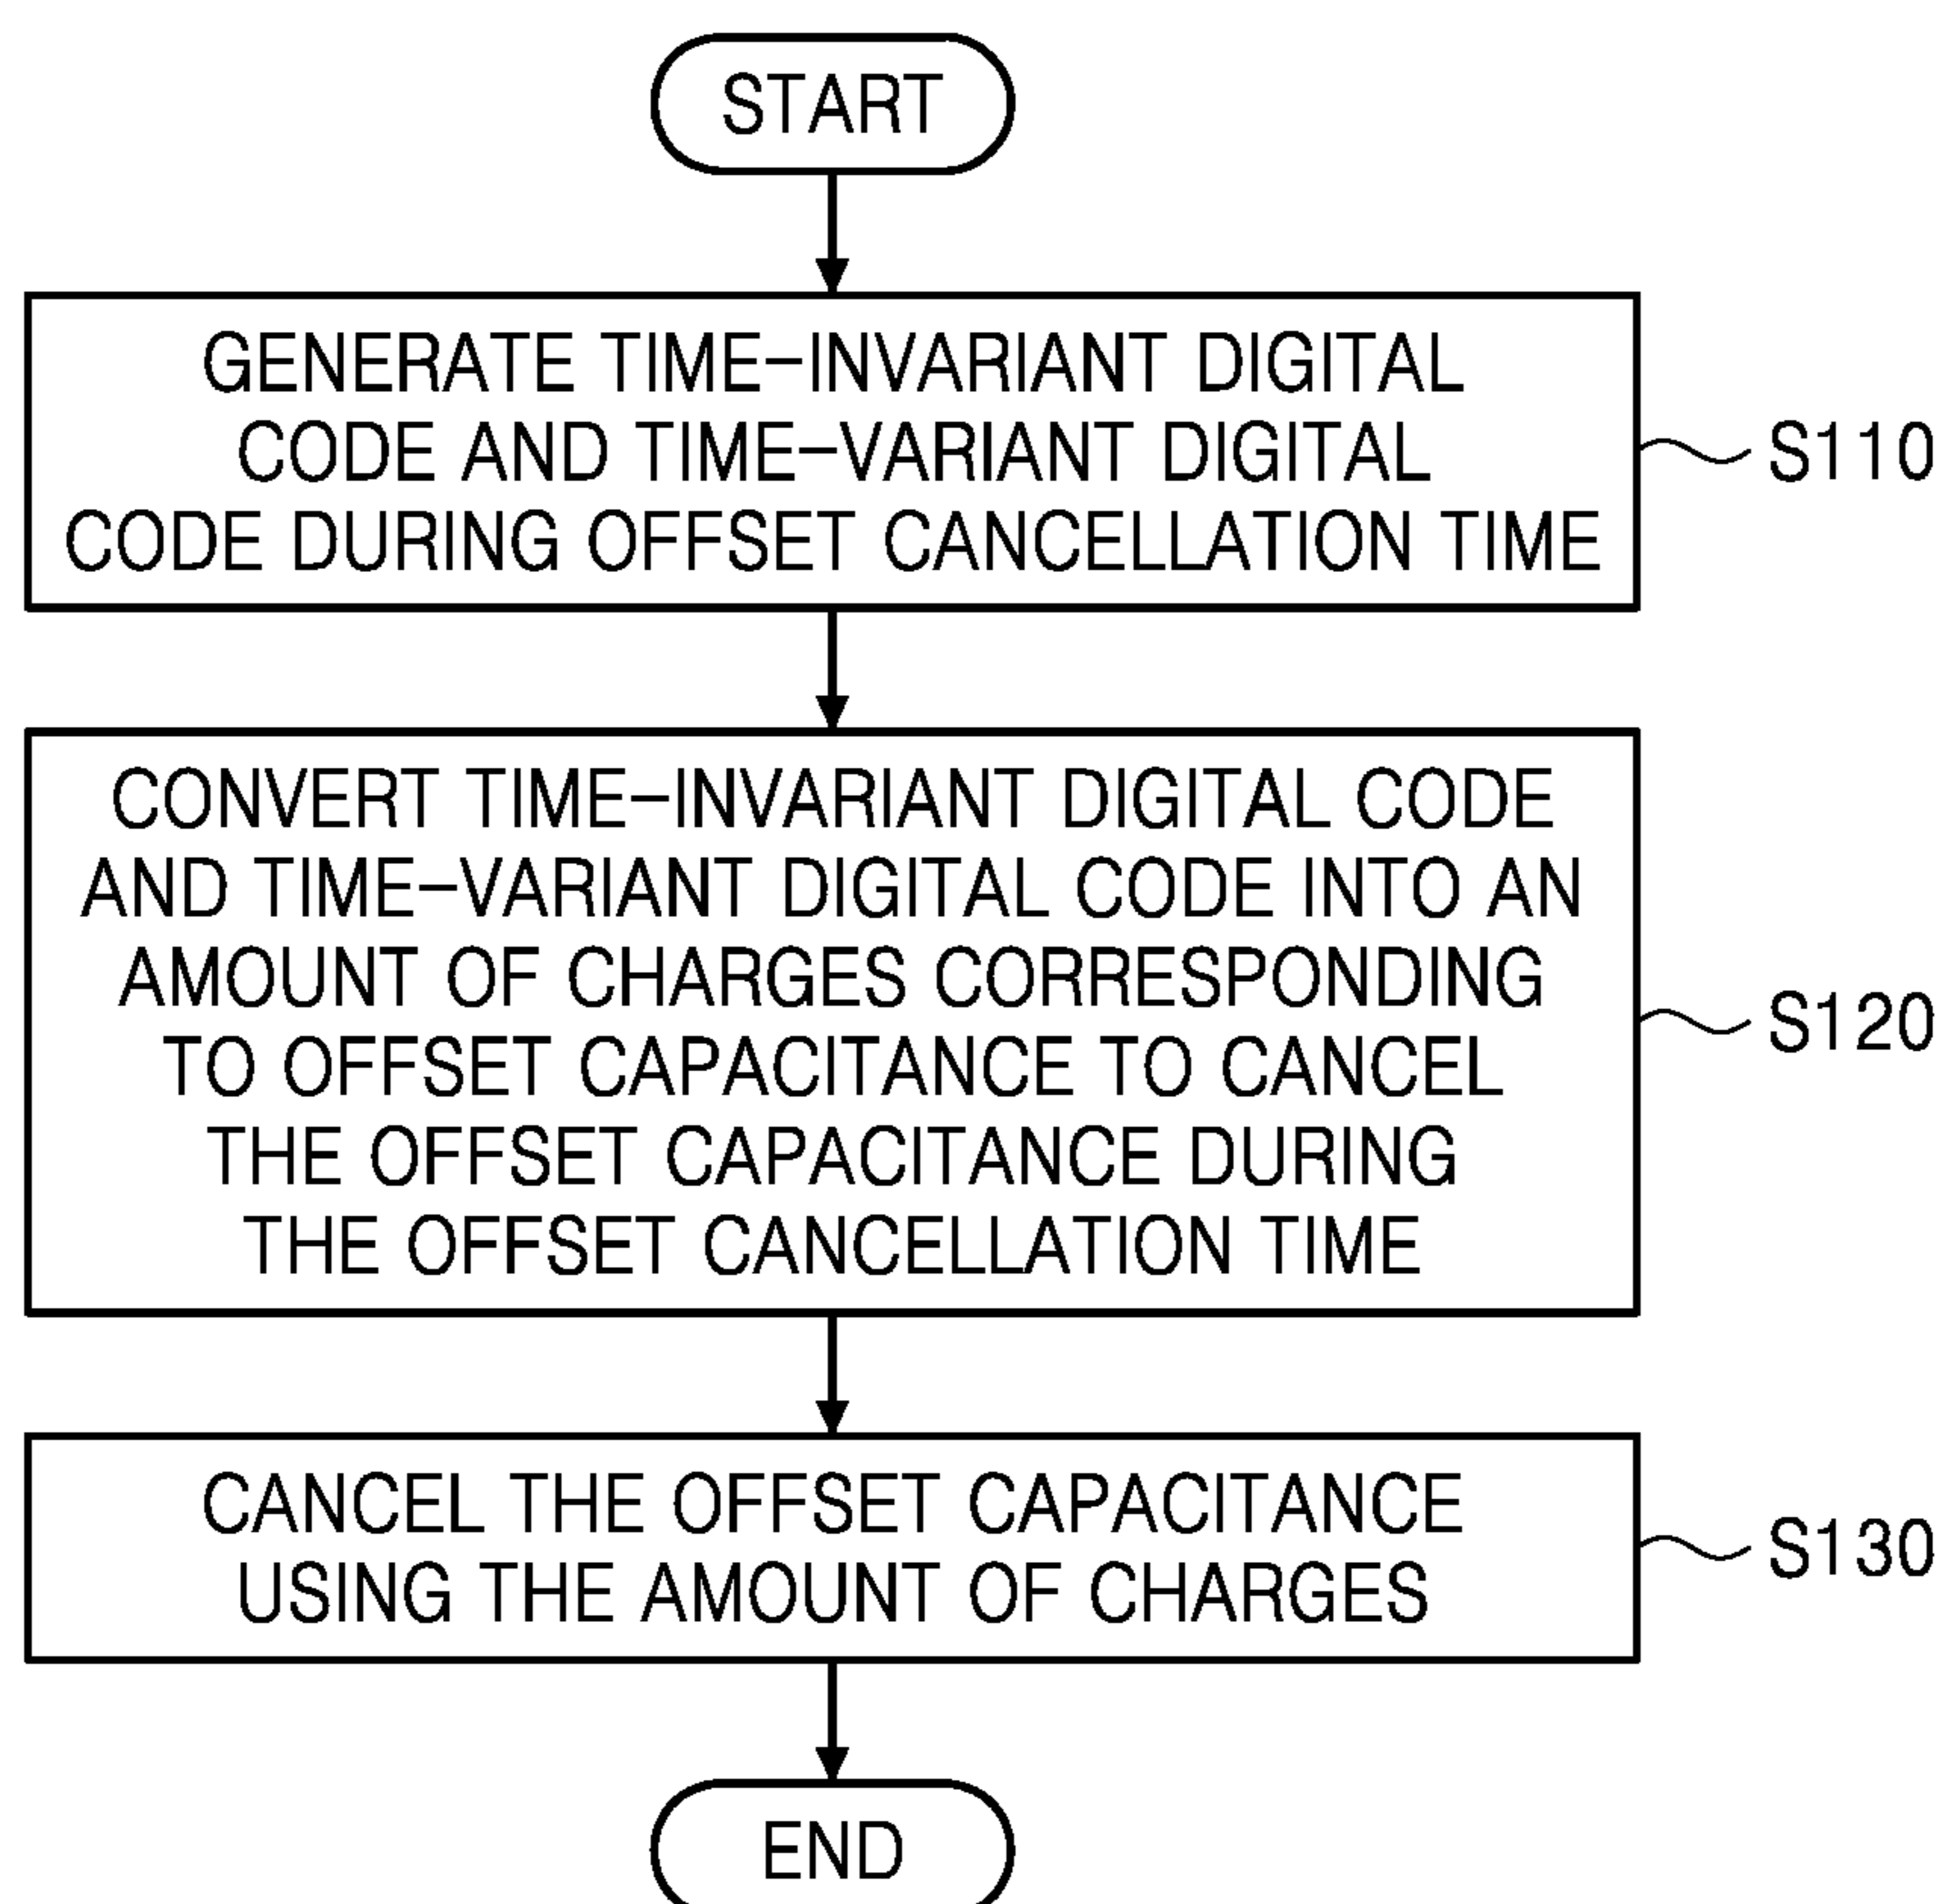 START
GENERATE TIME-INVARIANT DIGITAL
CODE AND TIME-VARIANT DIGITAL
CODE DURING OFFSET CANCELLATION TIME
S110
CONVERT TIME-INVARIANT DIGITAL CODE
AND TIME-VARIANT DIGITAL CODE INTO AN
AMOUNT OF CHARGES CORRESPONDING
TO OFFSET CAPACITANCE TO CANCEL
THE OFFSET CAPACITANCE DURING
THE OFFSET CANCELLATION TIME
S120
CANCEL THE OFFSET CAPACITANCE
USING THE AMOUNT OF CHARGES
S130
END